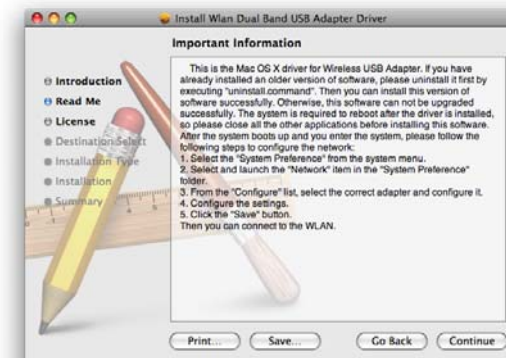 Install Wlan Dual Band USB Adapter Driver
Important Information
Introduction
Read Me
License
Destination Select
Installation Type
Installation
Summary
This is the Mac OS X driver for Wireless USB Adapter. If you have
already installed an older version of software, please uninstall it first by
executing "uninstall.command". Then you can install this version of
software successfully. Otherwise, this software can not be upgraded
successfully. The system is required to reboot after the driver is installed,
so please close all the other applications before installing this software.
After the system boots up and you enter the system, please follow the
following steps to configure the network:
1. Select the "System Preference" from the system menu.
2. Select and launch the "Network" item in the "System Preference"
folder.
3. From the "Configure" list, select the correct adapter and configure it.
4. Configure the settings.
5. Click the "Save" button.
Then you can connect to the WLAN.
Print...
Save...
Go Back
Continue